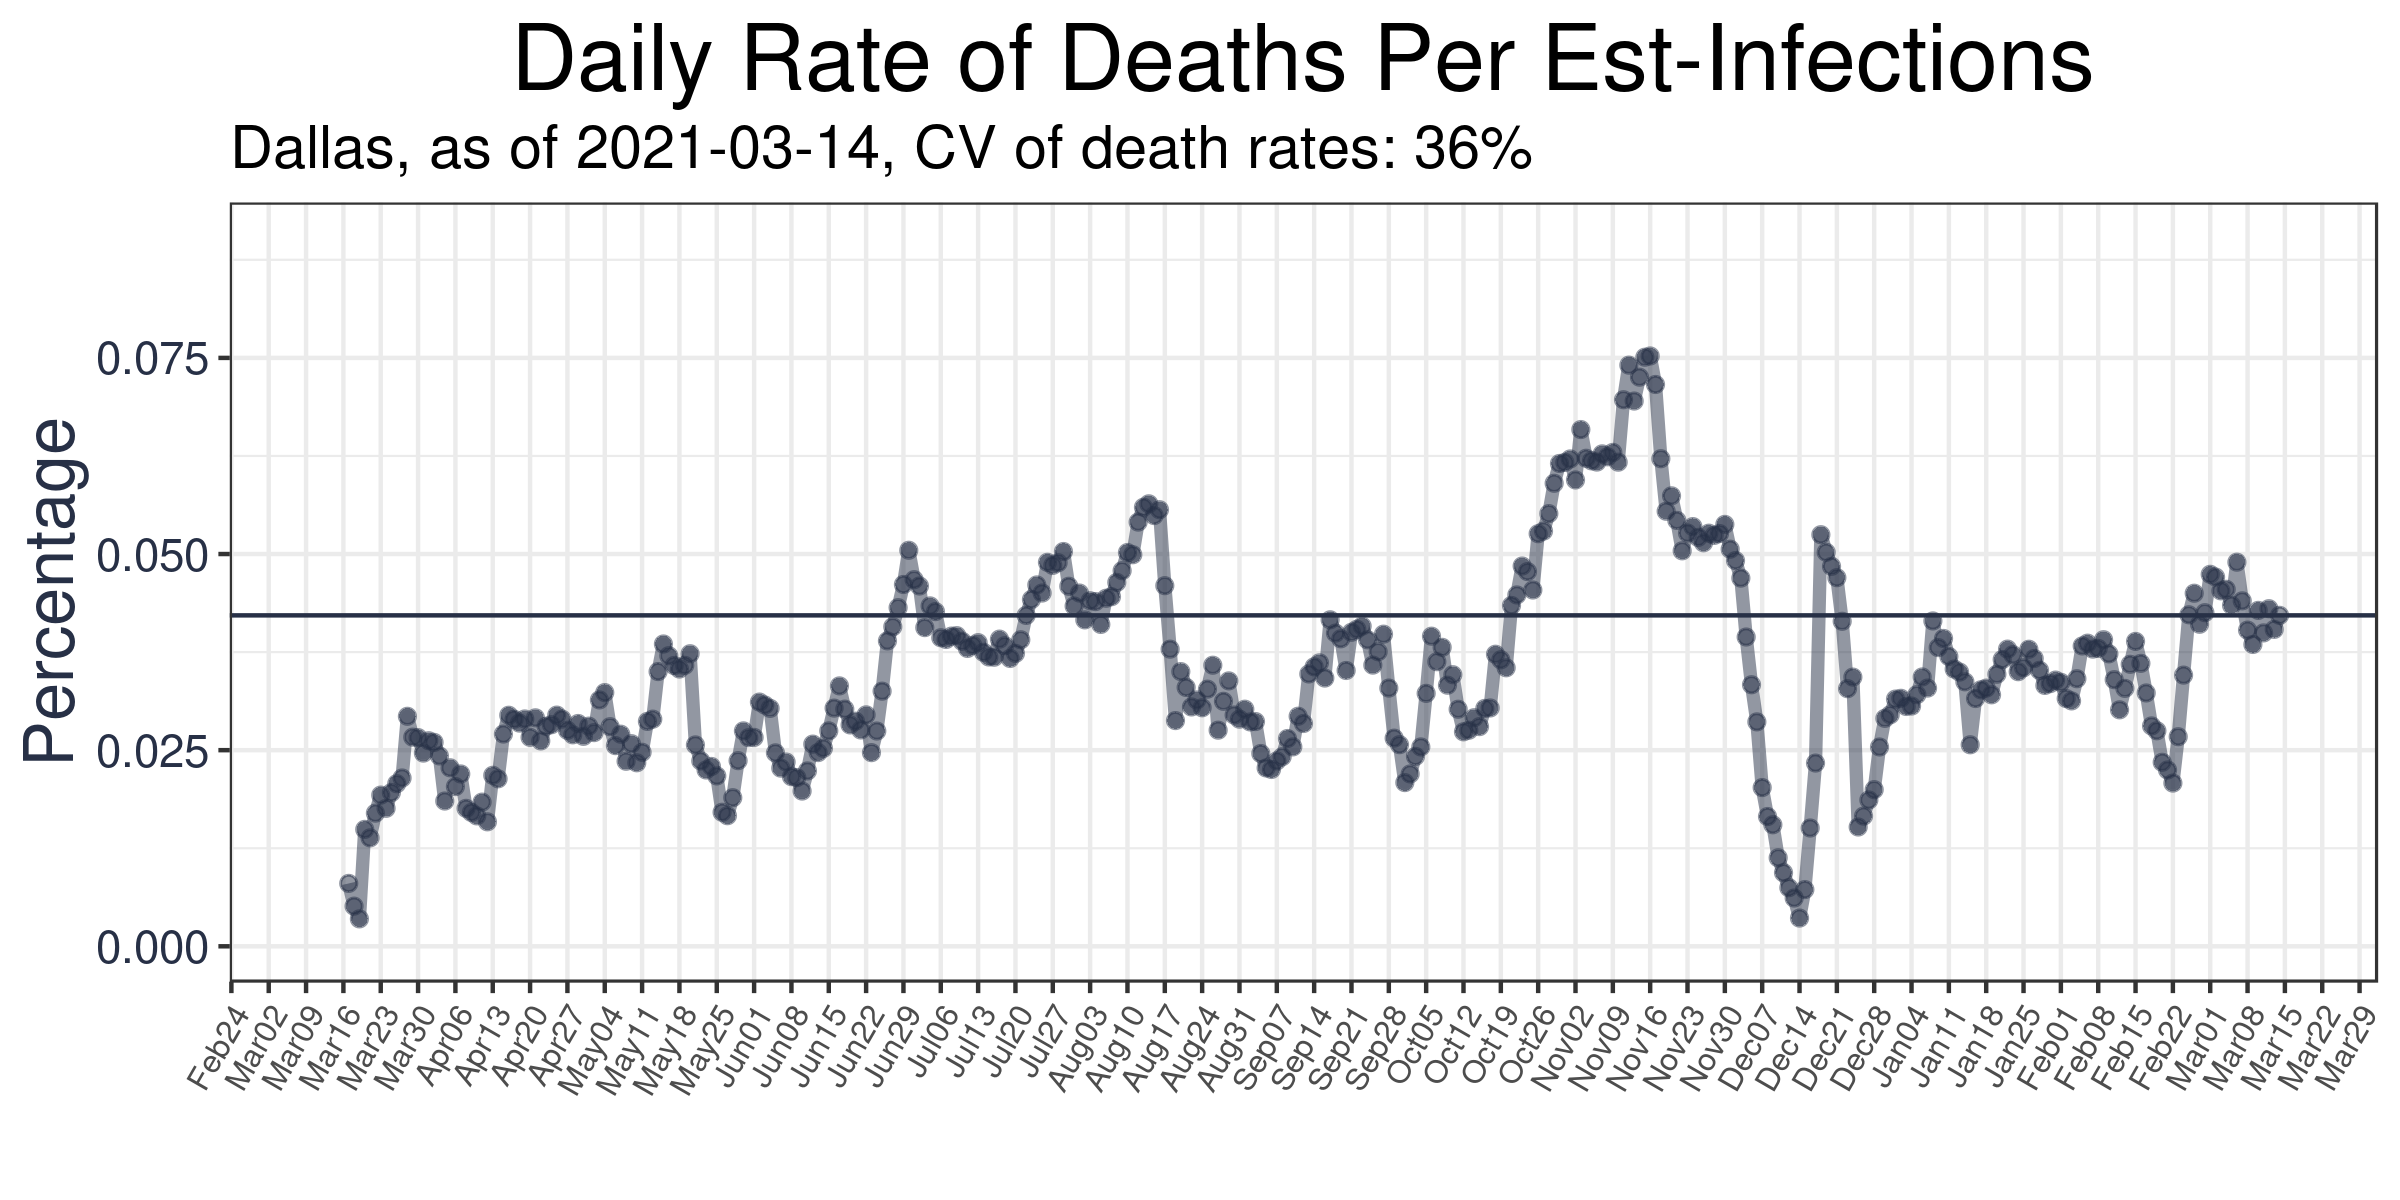 Daily Rate of Deaths Per Est-Infections
Dallas, as of 2021-03-14, CV of death rates: 36%
Percentage
0.075
0.050
0.025
0.000
Feb24
Mar02
Mar09
Mar16
Mar23
Mar30
Apr06
Apr13
Apr20
Apr27
May04
May11
May18
May25
Jun01
Jun08
Jun15
Jun22
Jun29
Jul06
Jul13
Jul20
Jul27
Aug03
Aug10
Aug17
Aug24
Aug31
Sep07
Sep14
Sep21
Sep28
Oct05
Oct12
Oct19
Oct26
Nov02
Nov09
Nov16
Nov23
Nov30
Dec07
Dec14
Dec21
Dec28
Jan04
Jan11
Jan18
Jan25
Feb01
Feb08
Feb15
Feb22
Mar01
Mar08
Mar15
Mar22
Mar29